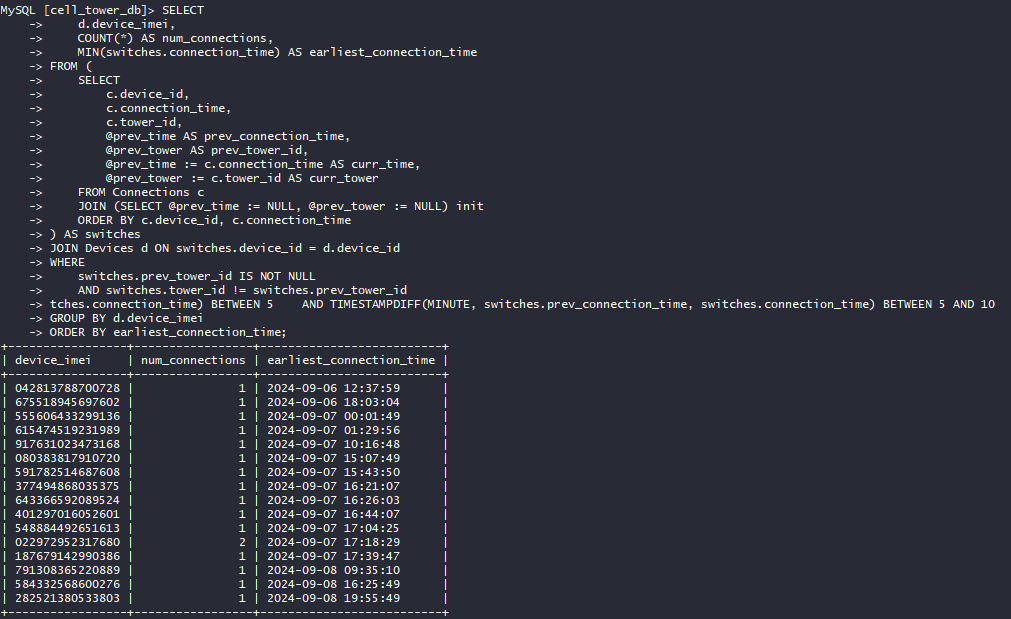 MySQL [cell_tower_db]> SELECT
    ->     d.device_imei,
    ->     COUNT(*) AS num_connections,
    ->     MIN(switches.connection_time) AS earliest_connection_time
    -> FROM (
    ->     SELECT
    ->         c.device_id,
    ->         c.connection_time,
    ->         c.tower_id,
    ->         @prev_time AS prev_connection_time,
    ->         @prev_tower AS prev_tower_id,
    ->         @prev_time := c.connection_time AS curr_time,
    ->         @prev_tower := c.tower_id AS curr_tower
    ->     FROM Connections c
    ->     JOIN (SELECT @prev_time := NULL, @prev_tower := NULL) init
    ->     ORDER BY c.device_id, c.connection_time
    -> ) AS switches
    -> JOIN Devices d ON switches.device_id = d.device_id
    -> WHERE
    ->     switches.prev_tower_id IS NOT NULL
    ->     AND switches.tower_id != switches.prev_tower_id
    -> tches.connection_time) BETWEEN 5    AND TIMESTAMPDIFF(MINUTE, switches.prev_connection_time, switches.connection_time) BETWEEN 5 AND 10
    -> GROUP BY d.device_imei
    -> ORDER BY earliest_connection_time;
+-----------------+-----------------+--------------------------+
| device_imei     | num_connections | earliest_connection_time |
+-----------------+-----------------+--------------------------+
| 042813788700728 |               1 | 2024-09-06 12:37:59      |
| 675518945697602 |               1 | 2024-09-06 18:03:04      |
| 555606433299136 |               1 | 2024-09-07 00:01:49      |
| 615474519231989 |               1 | 2024-09-07 01:29:56      |
| 917631023473168 |               1 | 2024-09-07 10:16:48      |
| 080383817910720 |               1 | 2024-09-07 15:07:49      |
| 591782514687608 |               1 | 2024-09-07 15:43:50      |
| 377494868035375 |               1 | 2024-09-07 16:21:07      |
| 643366592089524 |               1 | 2024-09-07 16:26:03      |
| 401297016052601 |               1 | 2024-09-07 16:44:07      |
| 548884492651613 |               1 | 2024-09-07 17:04:25      |
| 022972952317680 |               2 | 2024-09-07 17:18:29      |
| 187679142990386 |               1 | 2024-09-07 17:39:47      |
| 791308365220889 |               1 | 2024-09-08 09:35:10      |
| 584332568600276 |               1 | 2024-09-08 16:25:49      |
| 282521380533803 |               1 | 2024-09-08 19:55:49      |
+-----------------+-----------------+--------------------------+